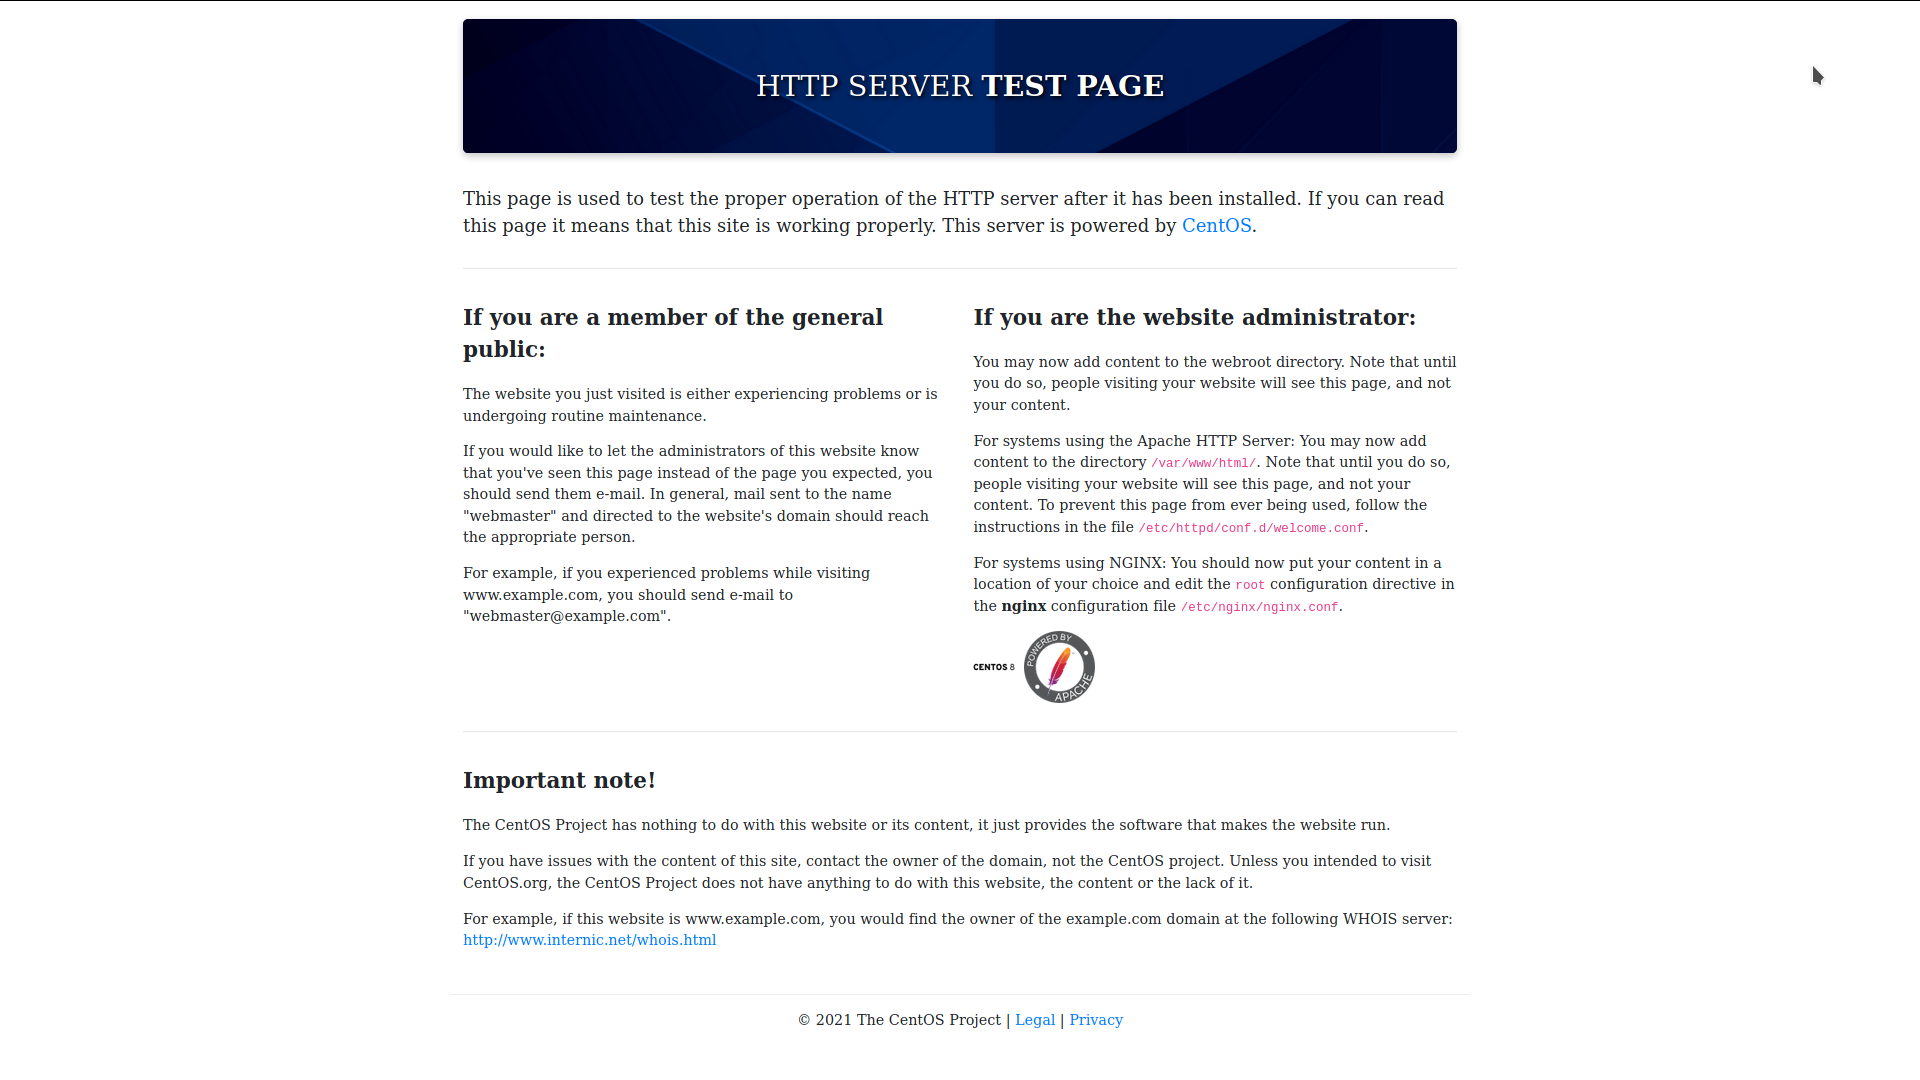 HTTP SERVER TEST PAGE
This page is used to test the proper operation of the HTTP server after it has been installed. If you can read
this page it means that this site is working properly. This server is powered by CentOS.
If you are a member of the general
public:
The website you just visited is either experiencing problems or is
undergoing routine maintenance.
If you would like to let the administrators of this website know
that you've seen this page instead of the page you expected, you
should send them e-mail. In general, mail sent to the name
"webmaster" and directed to the website's domain should reach
the appropriate person.
For example, if you experienced problems while visiting
www.example.com, you should send e-mail to
"webmaster@example.com".
If you are the website administrator:
You may now add content to the webroot directory. Note that until
you do so, people visiting your website will see this page, and not
your content.
For systems using the Apache HTTP Server: You may now add
content to the directory /var/www/html/. Note that until you do so,
people visiting your website will see this page, and not your
content. To prevent this page from ever being used, follow the
instructions in the file /etc/httpd/conf.d/welcome.conf.
For systems using NGINX: You should now put your content in a
location of your choice and edit the root configuration directive in
the nginx configuration file /etc/nginx/nginx.conf.
CENTOS 8
POWERED BY
APACHE
Important note!
The CentOS Project has nothing to do with this website or its content, it just provides the software that makes the website run.
If you have issues with the content of this site, contact the owner of the domain, not the CentOS project. Unless you intended to visit
CentOS.org, the CentOS Project does not have anything to do with this website, the content or the lack of it.
For example, if this website is www.example.com, you would find the owner of the example.com domain at the following WHOIS server:
http://www.internic.net/whois.html
© 2021 The CentOS Project | Legal | Privacy